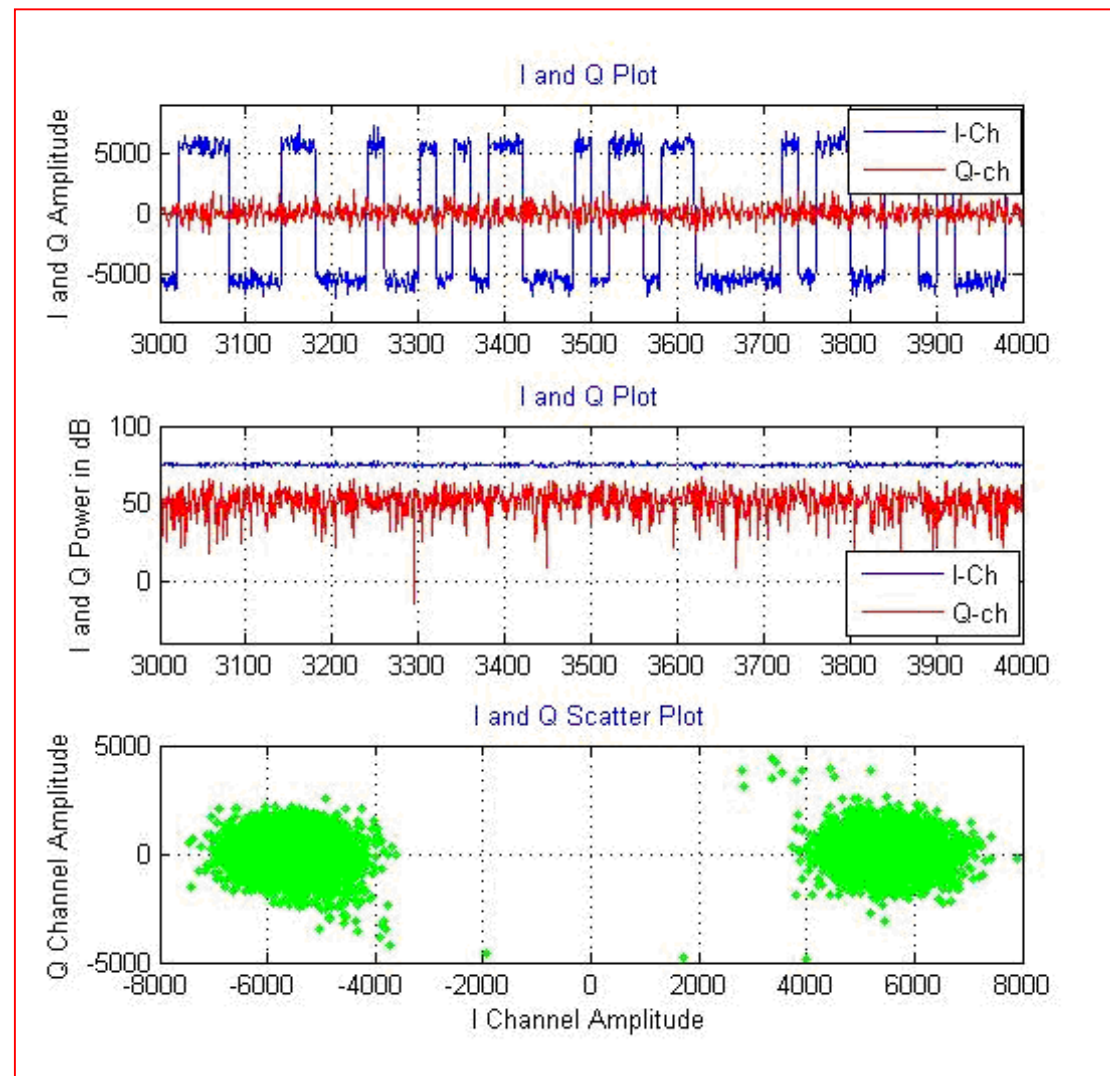 I and Q Plot
I and Q Amplitude
5000
0
-5000
I-Ch
Q-ch
3000 3100 3200 3300 3400 3500 3600 3700 3800 3900 4000
I and Q Plot
I and Q Power in dB
100
50
0
I-Ch
Q-ch
3000 3100 3200 3300 3400 3500 3600 3700 3800 3900 4000
I and Q Scatter Plot
Q Channel Amplitude
5000
0
-5000
-8000 -6000 -4000 -2000 0 2000 4000 6000 8000
I Channel Amplitude